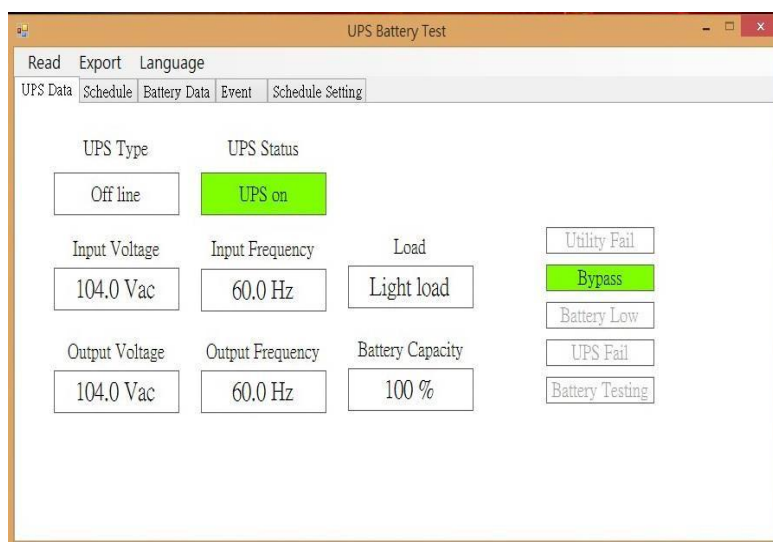 UPS Battery Test
Read Export Language
UPS Data Schedule Battery Data Event Schedule Setting
UPS Type UPS Status
Off line UPS on
Input Voltage Input Frequency Load Utility Fail
104.0 Vac 60.0 Hz Light load Bypass
Battery Low
Output Voltage Output Frequency Battery Capacity UPS Fail
104.0 Vac 60.0 Hz 100 % Battery Testing